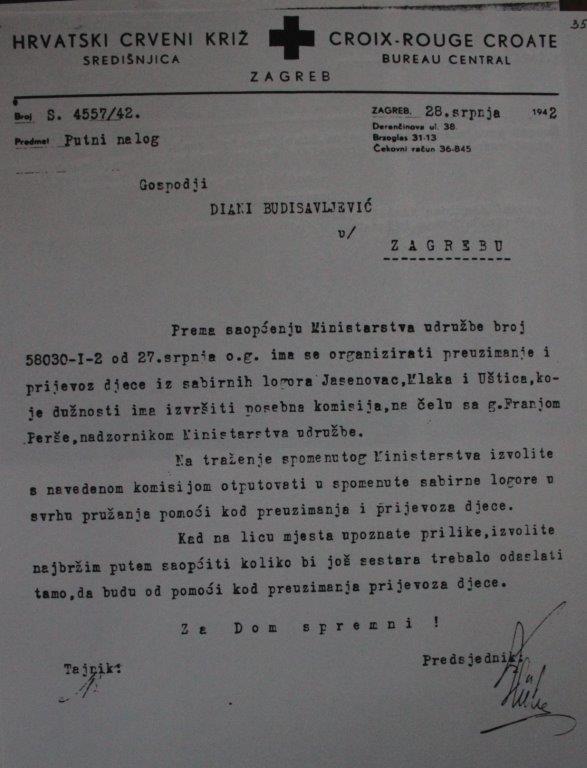 35
HRVATSKI CRVENI KRIŽ CROIX-ROUGE CROATE
SREDIŠNJICA BUREAU CENTRAL
ZAGREB
Broj S. 4557/42. ZAGREB, 28.srpnja 1942
Derenčinova ul. 38.
Predmet Putni nalog Brzoglas 31-13
Čekovni račun 36-845
Gospodji
DIANI BUDISAVLJEVIĆ
u/
ZAGREBU
Prema saopćenju Ministarstva udružbe broj
58030-I-2 od 27.srpnja o.g. ima se organizirati preuzimanje i
prijevoz djece iz sabirnih logora Jasenovac,Mlaka i Uštica,ko-
je dužnosti ima izvršiti posebna komisija,na čelu sa g.Franjom
Perše,nadzornikom Ministarstva udružbe.
Na traženje spomenutog Ministarstva izvolite
s navedenom komisijom otputovati u spomenute sabirne logore u
svrhu pružanja pomoći kod preuzimanja i prijevoza djece.
Kad na licu mjesta upoznate prilike,izvolite
najbržim putem saopćiti koliko bi još sestara trebalo odaslati
tamo,da budu od pomoći kod preuzimanja prijevoza djece.
Za Dom spremni !
Tajnik: Predsjednik: